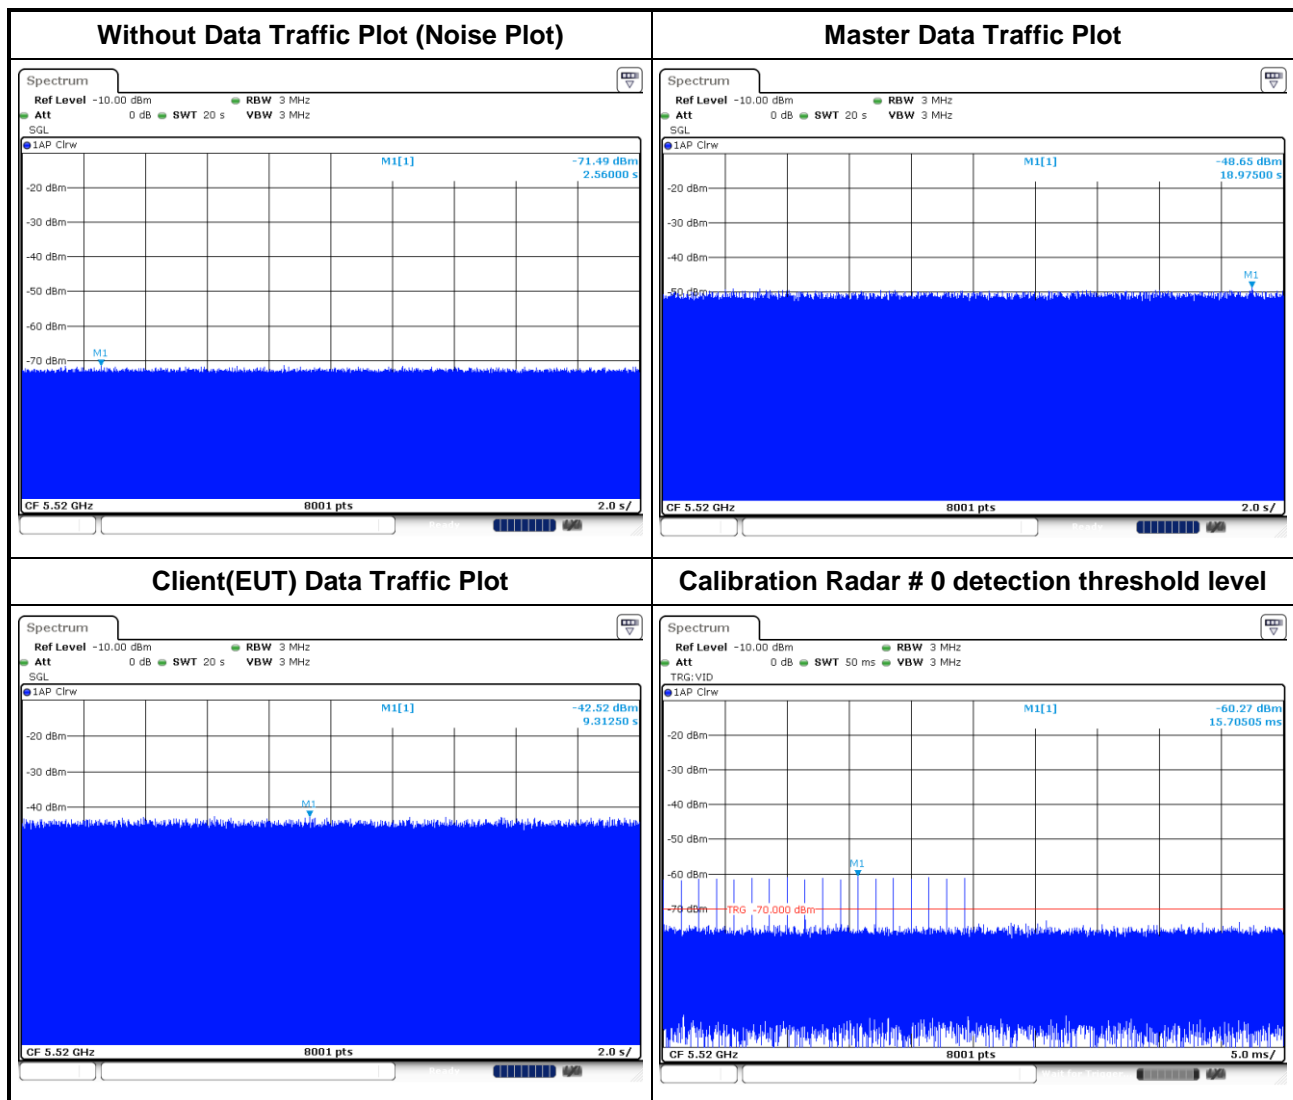 Without Data Traffic Plot (Noise Plot)
Spectrum
Ref Level -10.00 dBm RBW 3 MHz
Att 0 dB SWT 20 s VBW 3 MHz
SGL
1AP Clrw
M1[1] -71.49 dBm
2.56000 s
-20 dBm
-30 dBm
-40 dBm
-50 dBm
-60 dBm
M1
-70 dBm
CF 5.52 GHz 8001 pts 2.0 s/
Ready
Master Data Traffic Plot
Spectrum
Ref Level -10.00 dBm RBW 3 MHz
Att 0 dB SWT 20 s VBW 3 MHz
SGL
1AP Clrw
M1[1] -48.65 dBm
18.97500 s
-20 dBm
-30 dBm
-40 dBm
M1
-50 dBm
CF 5.52 GHz 8001 pts 2.0 s/
Ready
Client(EUT) Data Traffic Plot
Spectrum
Ref Level -10.00 dBm RBW 3 MHz
Att 0 dB SWT 20 s VBW 3 MHz
SGL
1AP Clrw
M1[1] -42.52 dBm
9.31250 s
-20 dBm
-30 dBm
-40 dBm
M1
CF 5.52 GHz 8001 pts 2.0 s/
Ready
Calibration Radar # 0 detection threshold level
Spectrum
Ref Level -10.00 dBm RBW 3 MHz
Att 0 dB SWT 50 ms VBW 3 MHz
TRG:VID
1AP Clrw
M1[1] -60.27 dBm
15.70505 ms
-20 dBm
-30 dBm
-40 dBm
-50 dBm
M1
-60 dBm
-70 dBm TRG -70.000 dBm
CF 5.52 GHz 8001 pts 5.0 ms/
Wait for Trigger